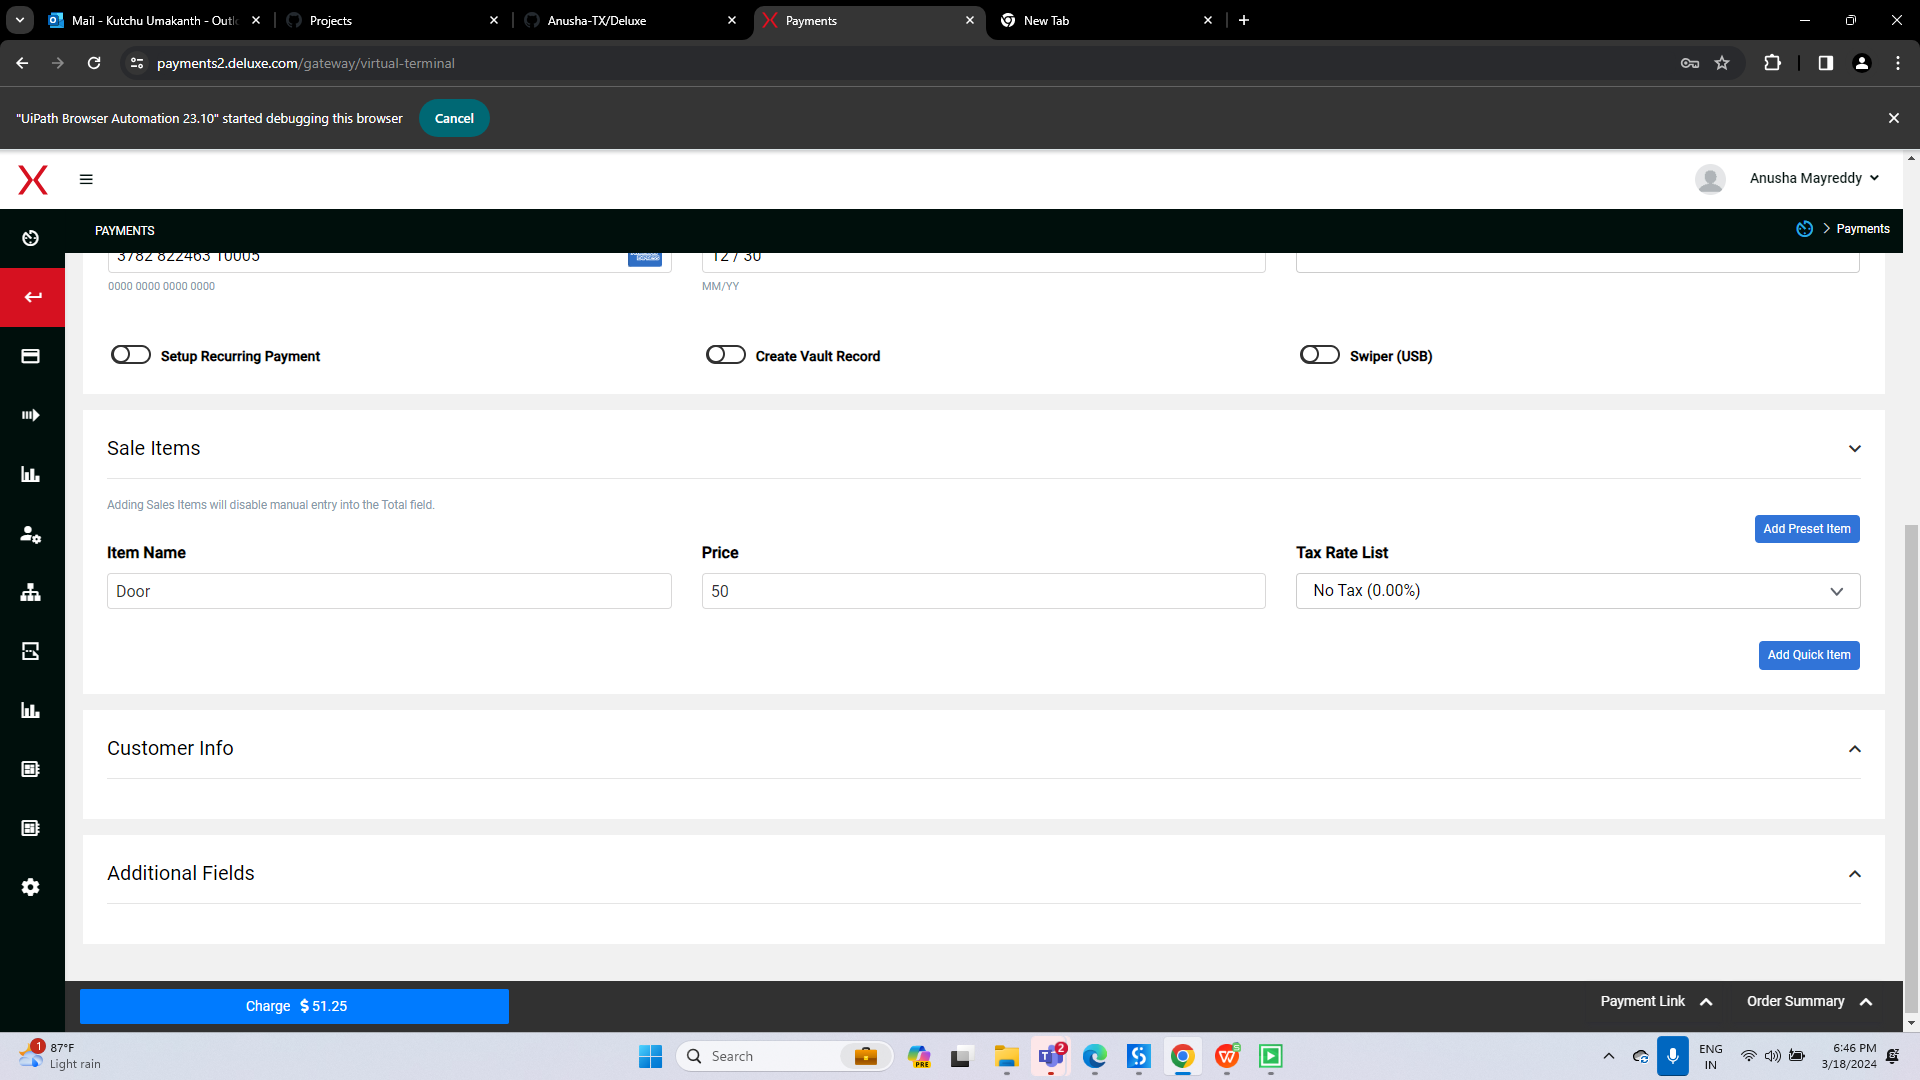 Mail - Kutchu Umakanth - Outl
Projects
Anusha-TX/Deluxe
Payments
New Tab
payments2.deluxe.com/gateway/virtual-terminal
"UiPath Browser Automation 23.10" started debugging this browser
Cancel
Anusha Mayreddy
PAYMENTS
Payments
3782 822463 10005
12 / 30
0000 0000 0000 0000
MM/YY
Setup Recurring Payment
Create Vault Record
Swiper (USB)
Sale Items
Adding Sales Items will disable manual entry into the Total field.
Add Preset Item
Item Name
Price
Tax Rate List
Door
50
No Tax (0.00%)
Add Quick Item
Customer Info
Additional Fields
Charge $ 51.25
Payment Link
Order Summary
1
87°F
Light rain
Search
PRE
2
ENG
IN
6:46 PM
3/18/2024